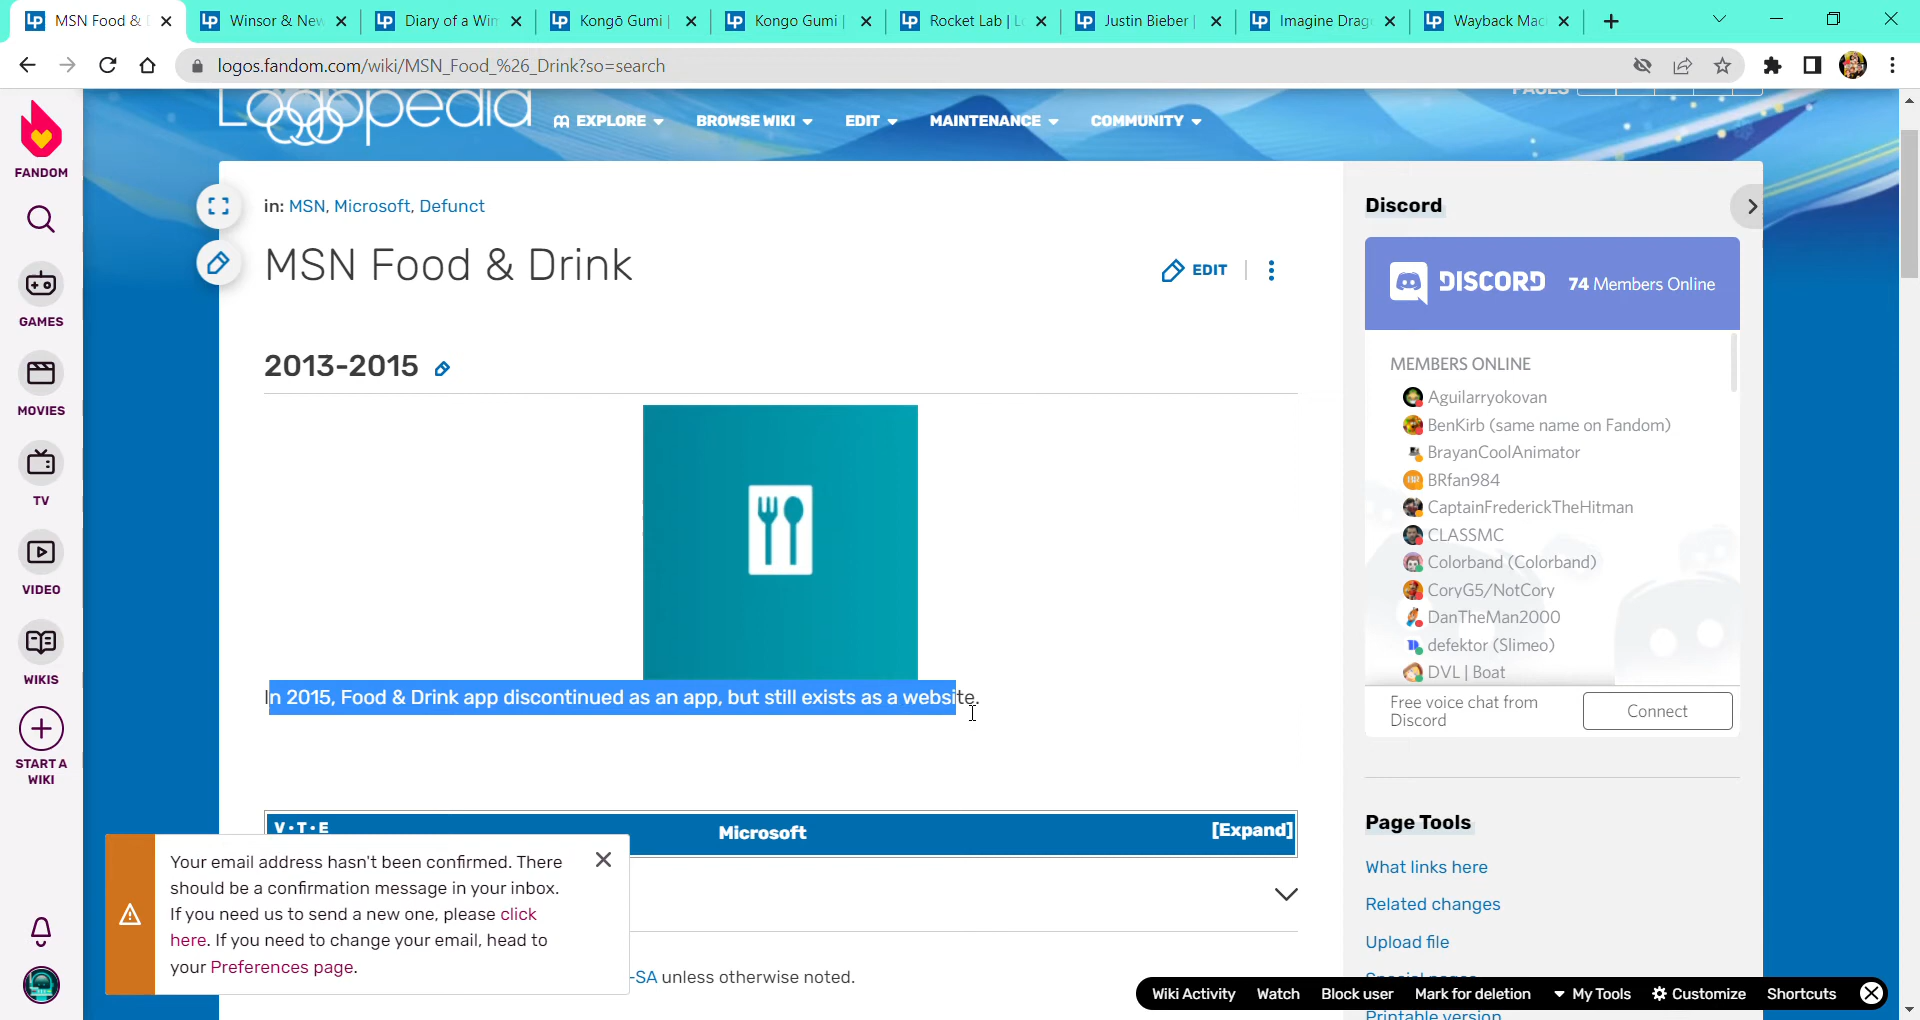 MSN Food & D
Winsor & New
Diary of a Wim
Kongō Gumi |
Kongo Gumi |
Rocket Lab | Lo
Justin Bieber |
Imagine Drag
Wayback Mac
logos.fandom.com/wiki/MSN_Food_%26_Drink?so=search
FANDOM
GAMES
MOVIES
TV
VIDEO
WIKIS
START A
WIKI
Logopedia
EXPLORE
BROWSE WIKI
EDIT
MAINTENANCE
COMMUNITY
PAGES
in: MSN, Microsoft, Defunct
MSN Food & Drink
EDIT
2013-2015
In 2015, Food & Drink app discontinued as an app, but still exists as a website.
V • T • E
Microsoft
[Expand]
Your email address hasn't been confirmed. There
should be a confirmation message in your inbox.
If you need us to send a new one, please click
here. If you need to change your email, head to
your Preferences page.
-SA unless otherwise noted.
Discord
DISCORD
74 Members Online
MEMBERS ONLINE
Aguilarryokovan
BenKirb (same name on Fandom)
BrayanCoolAnimator
BRfan984
CaptainFrederickTheHitman
CLASSMC
Colorband (Colorband)
CoryG5/NotCory
DanTheMan2000
defektor (Slimeo)
DVL | Boat
Free voice chat from
Discord
Connect
Page Tools
What links here
Related changes
Upload file
Special pages
Printable version
Wiki Activity
Watch
Block user
Mark for deletion
My Tools
Customize
Shortcuts